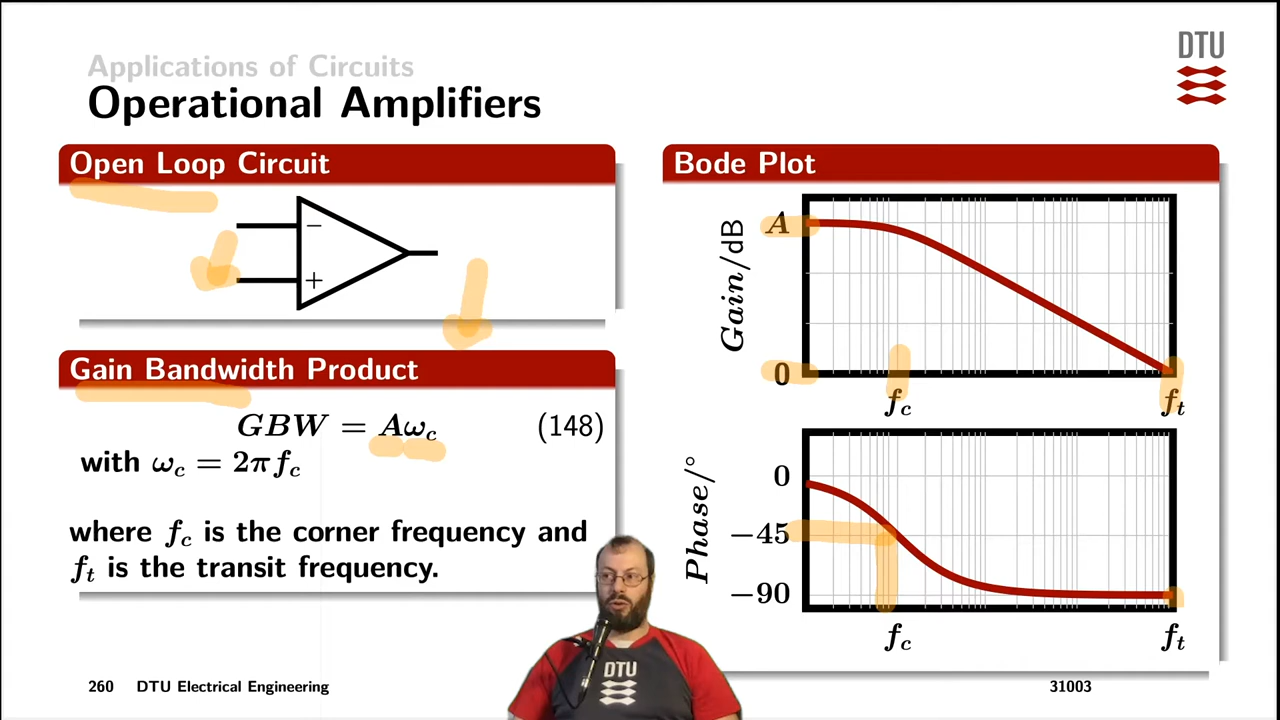 Applications of Circuits
Operational Amplifiers
DTU
Open Loop Circuit
−
+
Gain Bandwidth Product
GBW = Aω_c (148)
with ω_c = 2πf_c
where f_c is the corner frequency and
f_t is the transit frequency.
Bode Plot
Gain/dB
A
0
f_c f_t
Phase/°
0
−45
−90
f_c f_t
DTU
260 DTU Electrical Engineering 31003